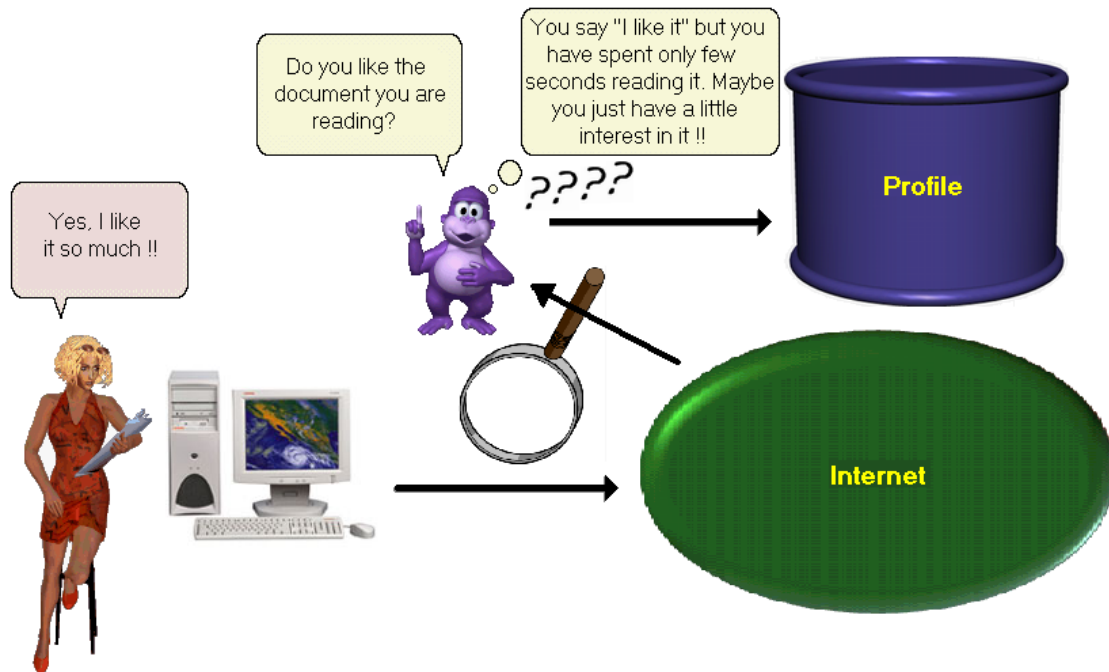 You say "I like it" but you
have spent only few
seconds reading it. Maybe
you just have a little
interest in it !!
Do you like the
document you are
reading?
????
Profile
Yes, I like
it so much !!
Internet